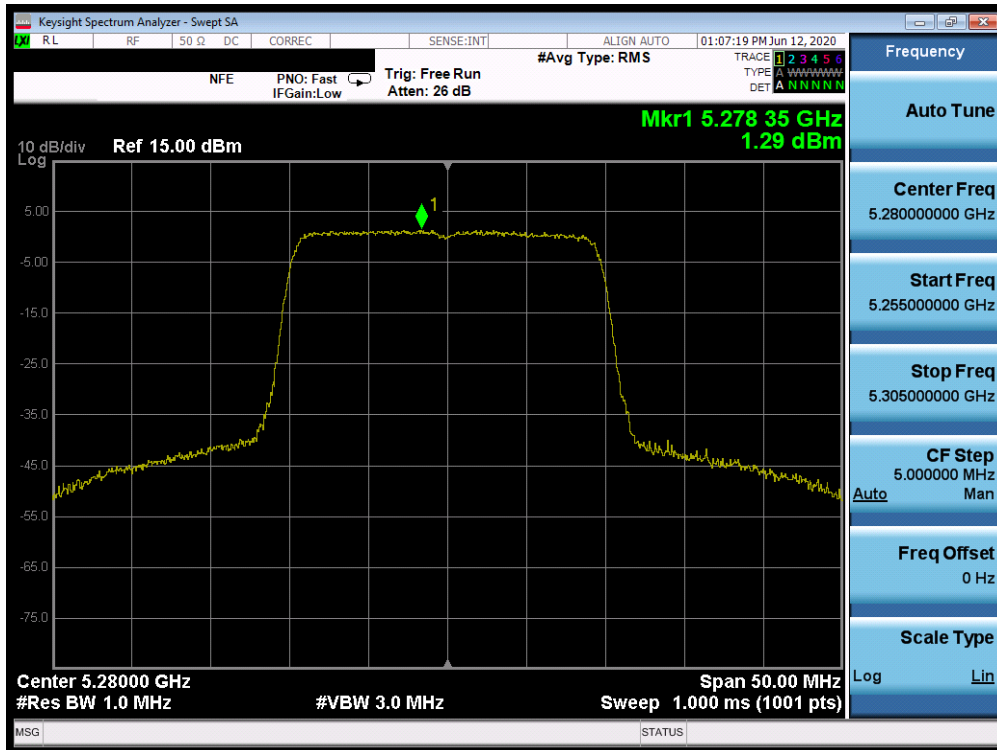 Keysight Spectrum Analyzer - Swept SA
LXI RL RF 50 Ω DC CORREC SENSE:INT ALIGN AUTO 01:07:19 PM Jun 12, 2020
#Avg Type: RMS TRACE 1 2 3 4 5 6
NFE PNO: Fast Trig: Free Run TYPE A WWWWW
IFGain:Low Atten: 26 dB DET A N N N N N
Frequency
Mkr1 5.278 35 GHz
10 dB/div Ref 15.00 dBm 1.29 dBm
Log
1
5.00
-5.00
-15.0
-25.0
-35.0
-45.0
-55.0
-65.0
-75.0
Center 5.28000 GHz Span 50.00 MHz
#Res BW 1.0 MHz #VBW 3.0 MHz Sweep 1.000 ms (1001 pts)
MSG STATUS
Auto Tune
Center Freq
5.280000000 GHz
Start Freq
5.255000000 GHz
Stop Freq
5.305000000 GHz
CF Step
5.000000 MHz
Auto Man
Freq Offset
0 Hz
Scale Type
Log Lin